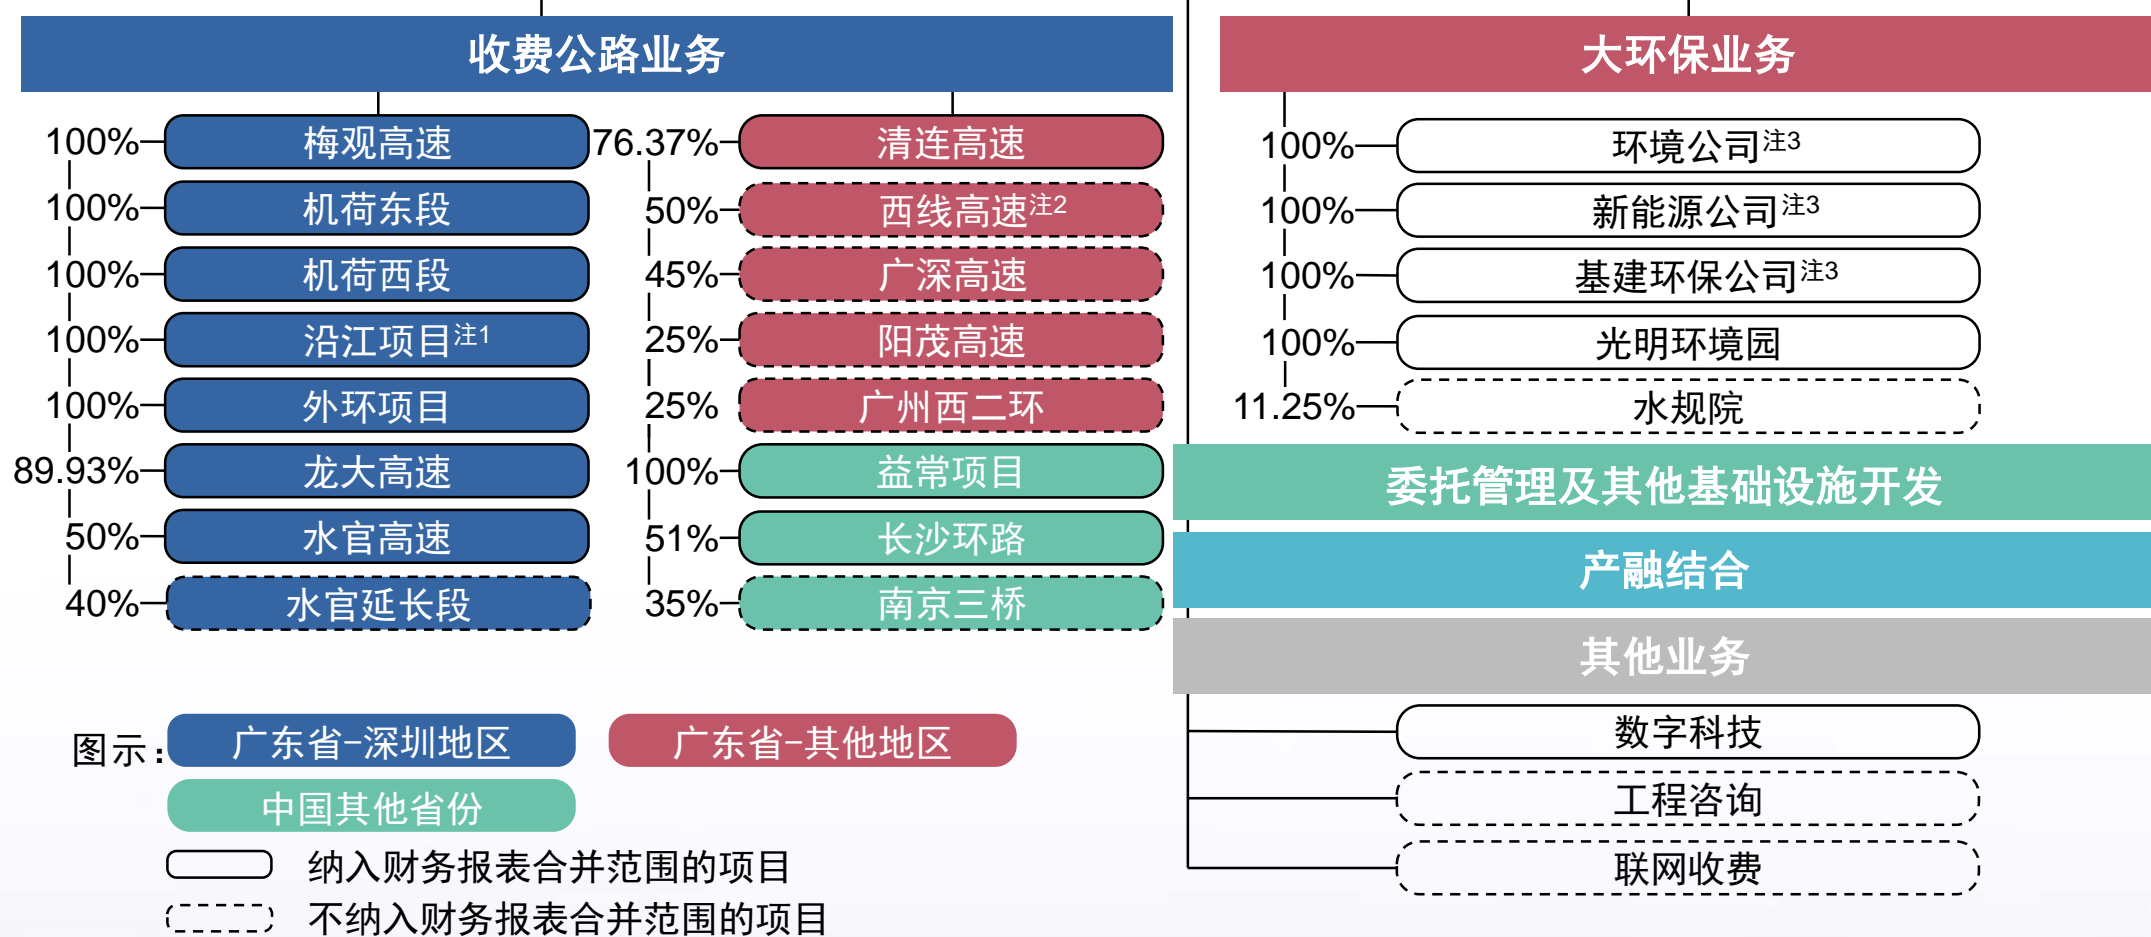 收费公路业务
100% 梅观高速
100% 机荷东段
100% 机荷西段
100% 沿江项目注1
100% 外环项目
89.93% 龙大高速
50% 水官高速
40% 水官延长段
76.37% 清连高速
50% 西线高速注2
45% 广深高速
25% 阳茂高速
25% 广州西二环
100% 益常项目
51% 长沙环路
35% 南京三桥
大环保业务
100% 环境公司注3
100% 新能源公司注3
100% 基建环保公司注3
100% 光明环境园
11.25% 水规院
委托管理及其他基础设施开发
产融结合
其他业务
数字科技
工程咨询
联网收费
图示: 广东省-深圳地区 广东省-其他地区
中国其他省份
纳入财务报表合并范围的项目
不纳入财务报表合并范围的项目